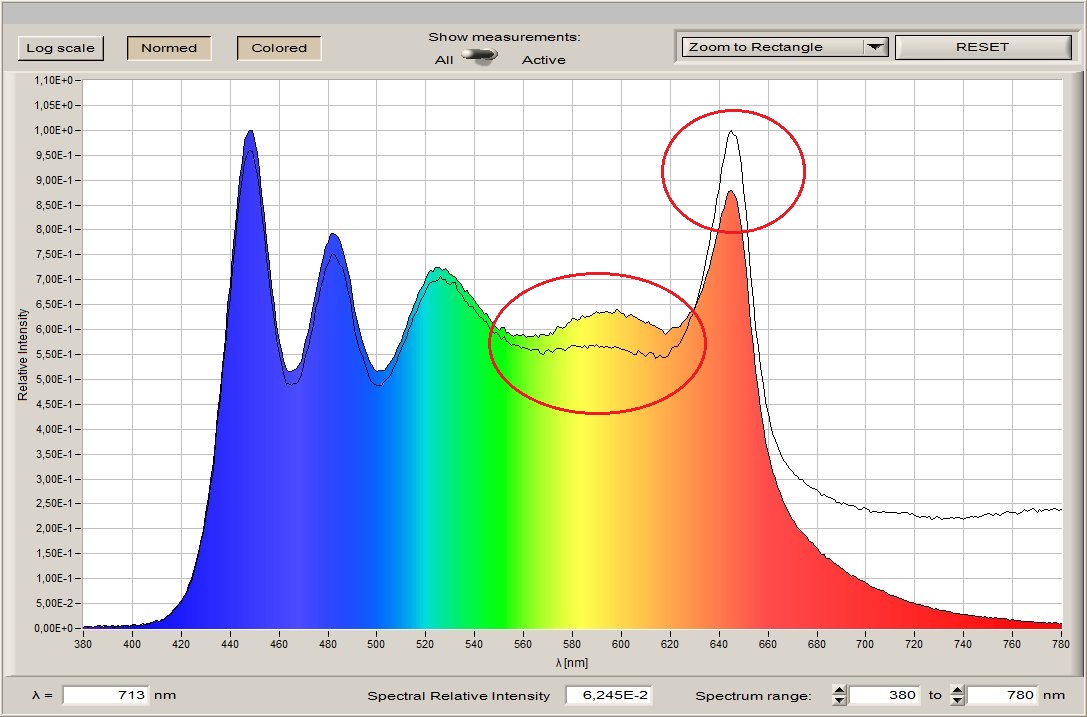 Show measurements:
Log scale Normed Colored All Active Zoom to Rectangle RESET
1,10E+0
1,05E+0
1,00E+0
9,50E-1
9,00E-1
8,50E-1
8,00E-1
7,50E-1
7,00E-1
6,50E-1
6,00E-1
5,50E-1
5,00E-1
4,50E-1
4,00E-1
3,50E-1
3,00E-1
2,50E-1
2,00E-1
1,50E-1
1,00E-1
5,00E-2
0,00E+0
Relative Intensity
380 400 420 440 460 480 500 520 540 560 580 600 620 640 660 680 700 720 740 760 780
λ [nm]
λ = 713 nm Spectral Relative Intensity 6,245E-2 Spectrum range: 380 to 780 nm